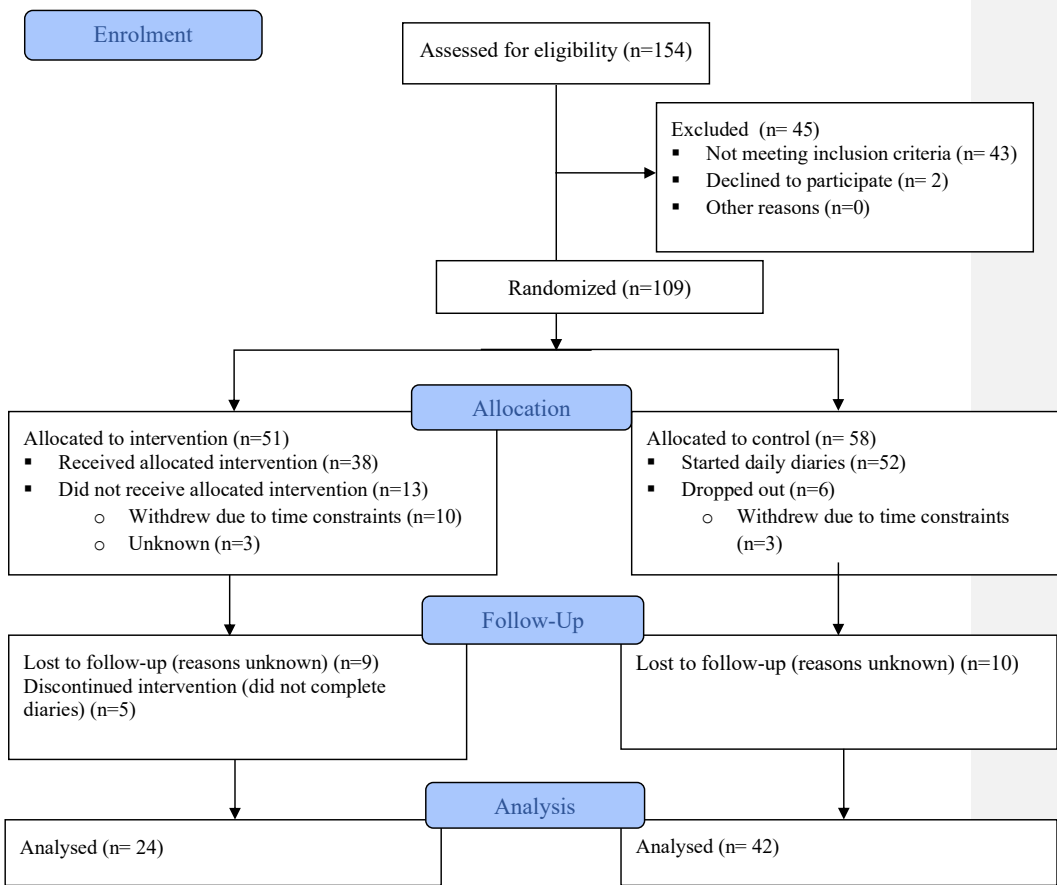 Enrolment
Assessed for eligibility (n=154)
Excluded (n= 45)
▪ Not meeting inclusion criteria (n= 43)
▪ Declined to participate (n= 2)
▪ Other reasons (n=0)
Randomized (n=109)
Allocation
Allocated to intervention (n=51)
▪ Received allocated intervention (n=38)
▪ Did not receive allocated intervention (n=13)
o Withdrew due to time constraints (n=10)
o Unknown (n=3)
Allocated to control (n= 58)
▪ Started daily diaries (n=52)
▪ Dropped out (n=6)
o Withdrew due to time constraints
(n=3)
Follow-Up
Lost to follow-up (reasons unknown) (n=9)
Discontinued intervention (did not complete
diaries) (n=5)
Lost to follow-up (reasons unknown) (n=10)
Analysis
Analysed (n= 24)
Analysed (n= 42)